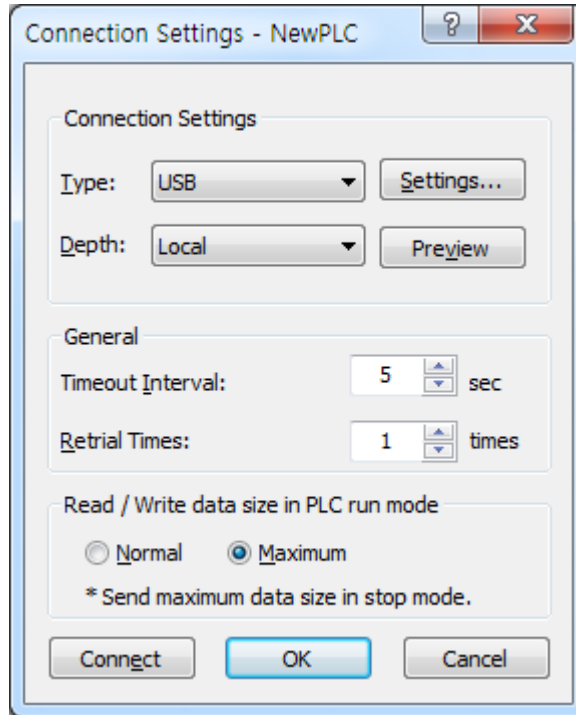 Connection Settings - NewPLC
?
Connection Settings
Type: USB Settings...
Depth: Local Preview
General
Timeout Interval: 5 sec
Retrial Times: 1 times
Read / Write data size in PLC run mode
Normal Maximum
* Send maximum data size in stop mode.
Connect OK Cancel